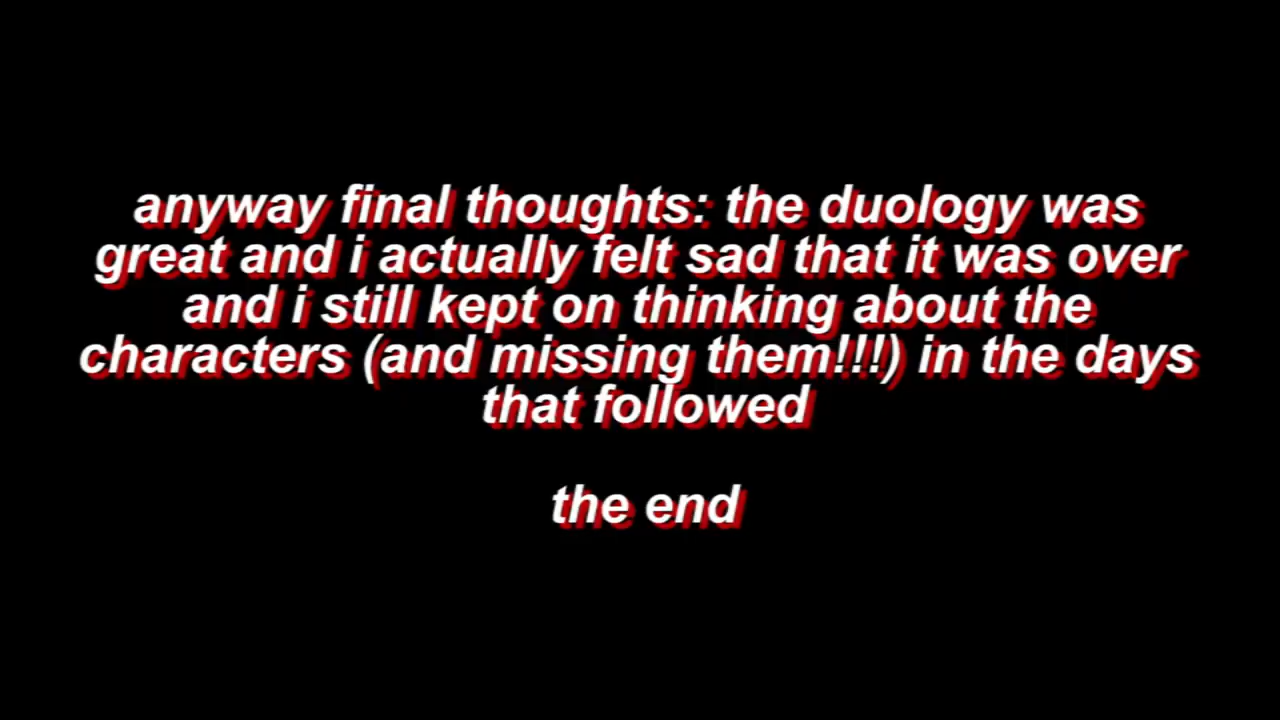 anyway final thoughts: the duology was
great and i actually felt sad that it was over
and i still kept on thinking about the
characters (and missing them!!!) in the days
that followed
the end